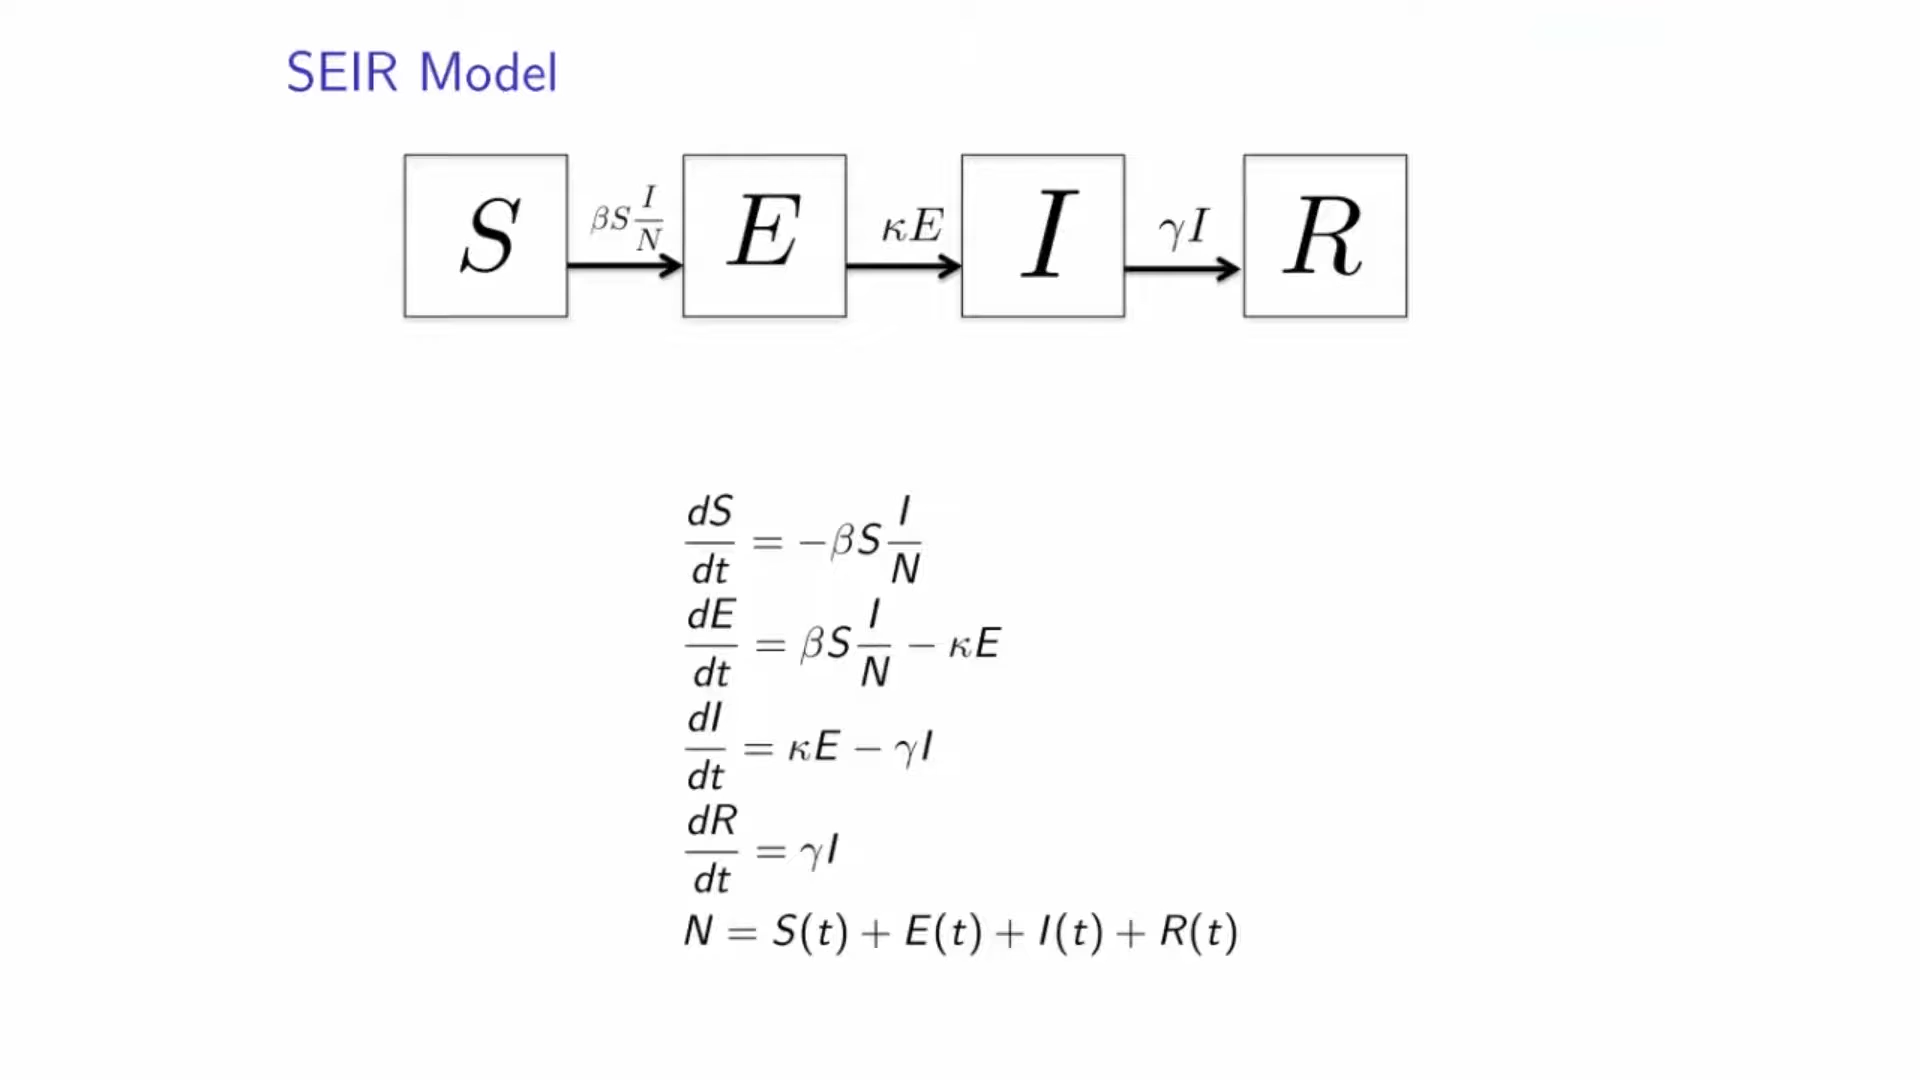 SEIR Model
S βS I/N E κE I γI R
dS/dt = −βS I/N
dE/dt = βS I/N − κE
dI/dt = κE − γI
dR/dt = γI
N = S(t) + E(t) + I(t) + R(t)